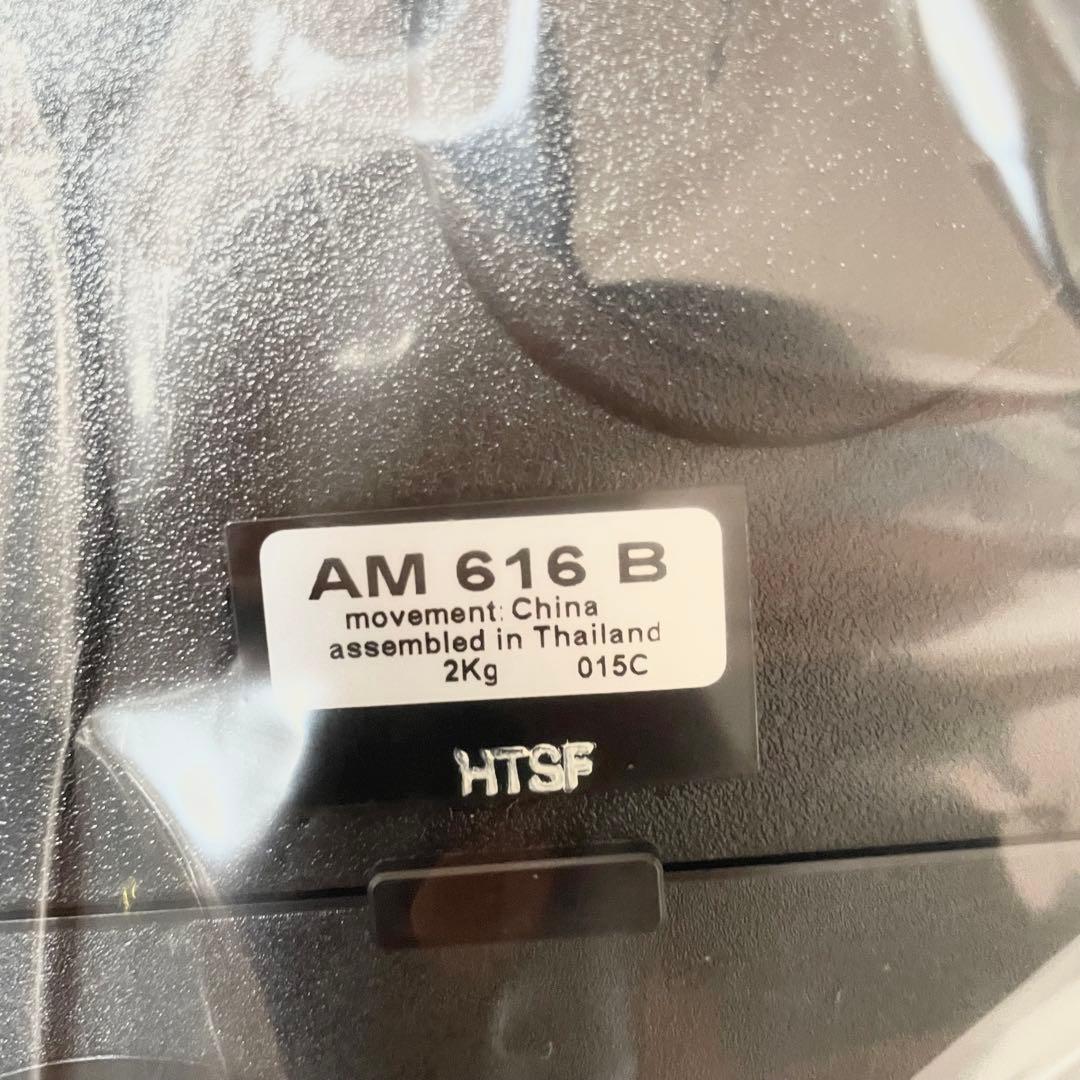 AM 616 B
movement: China
assembled in Thailand
2Kg 015C
HTSF